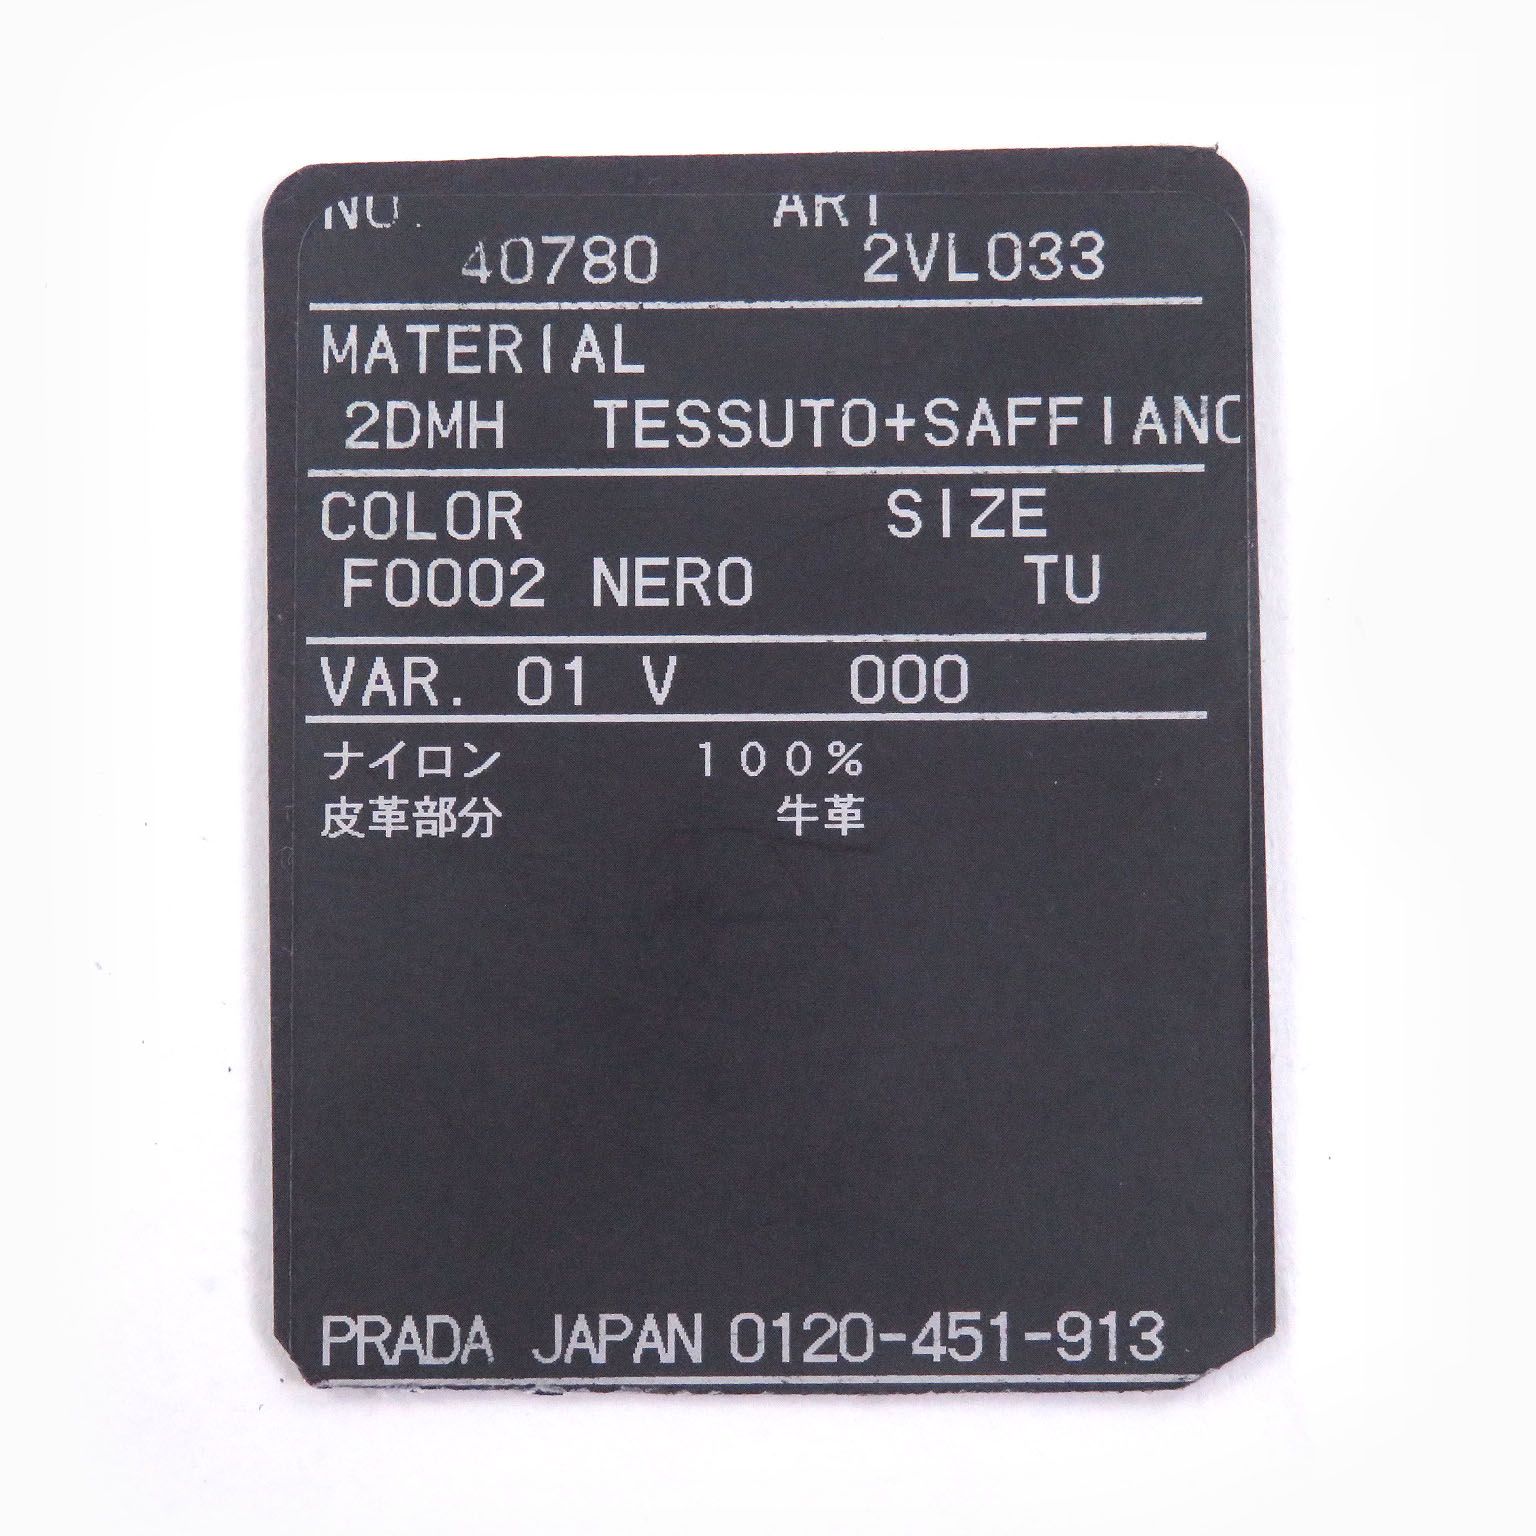 NO. ART
40780 2VL033
MATERIAL
2DMH TESSUTO+SAFFIANO
COLOR SIZE
F0002 NERO TU
VAR. 01 V 000
ナイロン 100%
皮革部分 牛革
PRADA JAPAN 0120-451-913